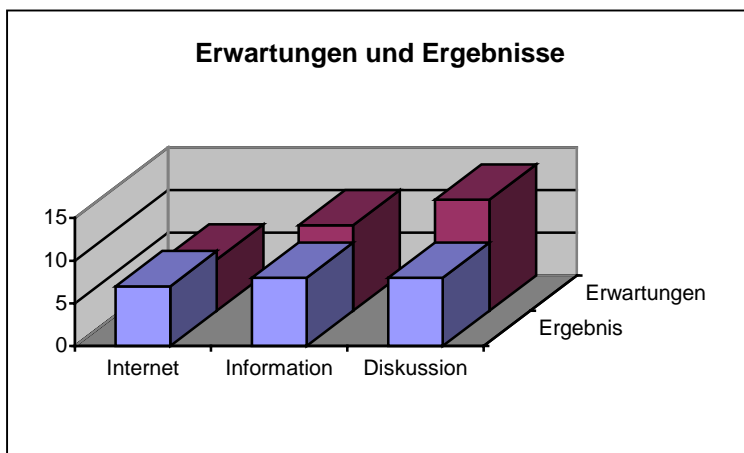 Erwartungen und Ergebnisse
15
10
5
0
Internet Information Diskussion
Erwartungen
Ergebnis